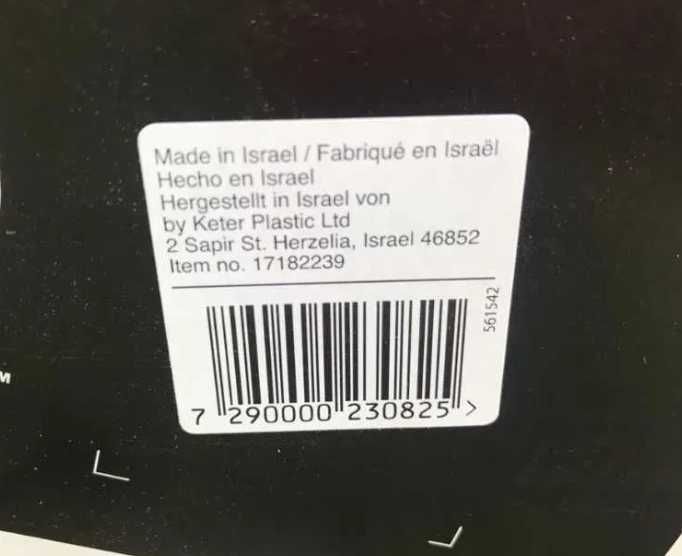 Made in Israel / Fabriqué en Israël
Hecho en Israel
Hergestellt in Israel von
by Keter Plastic Ltd
2 Sapir St. Herzelia, Israel 46852
Item no. 17182239
561542
7 290000 230825 >
M